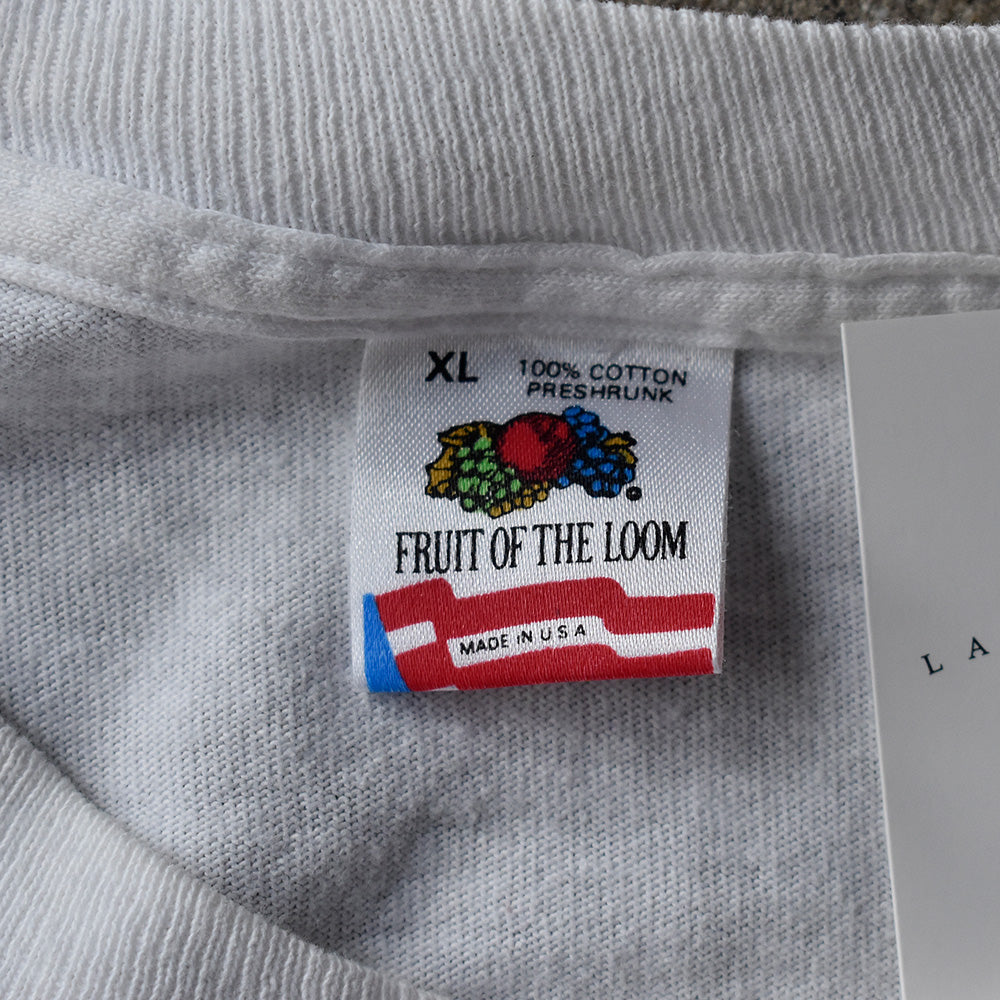 XL
100% COTTON
PRESHRUNK
FRUIT OF THE LOOM
MADE IN U S A
L A